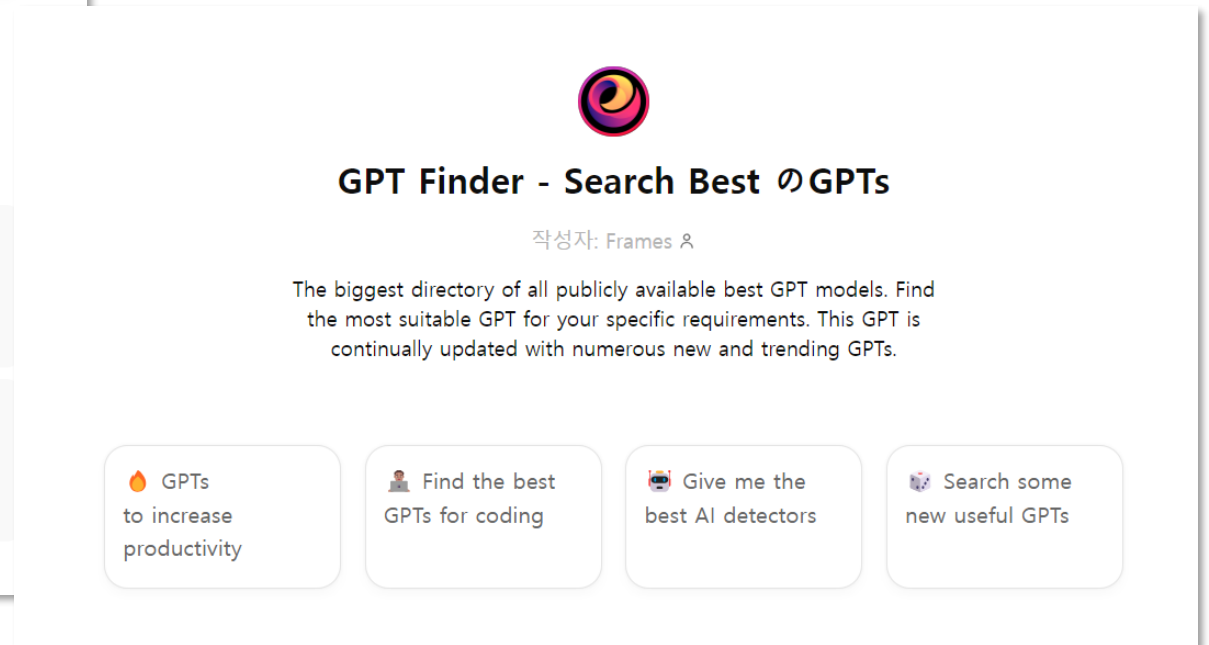 GPT Finder - Search Best のGPTs
작성자: Frames
The biggest directory of all publicly available best GPT models. Find
the most suitable GPT for your specific requirements. This GPT is
continually updated with numerous new and trending GPTs.
🔥 GPTs
to increase
productivity
👨🏽‍💻 Find the best
GPTs for coding
🤖 Give me the
best AI detectors
🎲 Search some
new useful GPTs